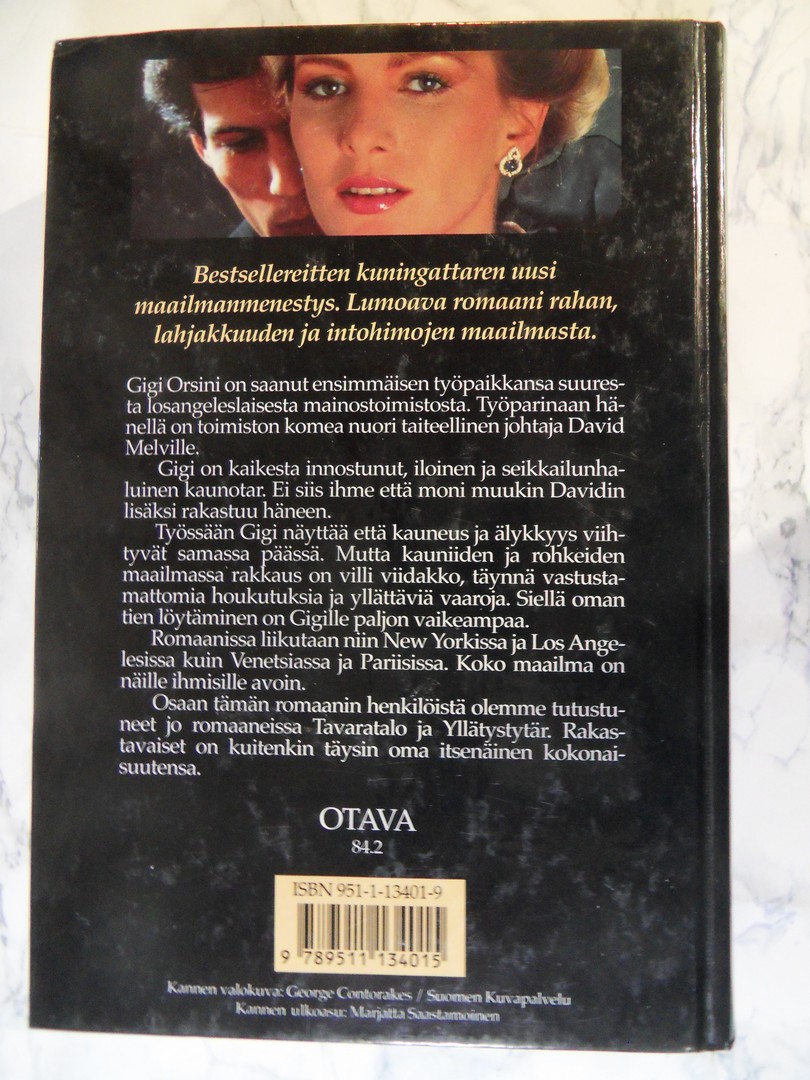 Bestsellereitten kuningattaren uusi
maailmanmenestys. Lumoava romaani rahan,
lahjakkuuden ja intohimojen maailmasta.
Gigi Orsini on saanut ensimmäisen työpaikkansa suures-
ta losangeleslaisesta mainostoimistosta. Työparinaan hä-
nellä on toimiston komea nuori taiteellinen johtaja David
Melville.
Gigi on kaikesta innostunut, iloinen ja seikkailunha-
luinen kaunotar. Ei siis ihme että moni muukin Davidin
lisäksi rakastuu häneen.
Työssään Gigi näyttää että kauneus ja älykkyys viih-
tyvät samassa päässä. Mutta kauniiden ja rohkeiden
maailmassa rakkaus on villi viidakko, täynnä vastusta-
mattomia houkutuksia ja yllättäviä vaaroja. Siellä oman
tien löytäminen on Gigille paljon vaikeampaa.
Romaanissa liikutaan niin New Yorkissa ja Los Ange-
lesissa kuin Venetsiassa ja Pariisissa. Koko maailma on
näille ihmisille avoin.
Osaan tämän romaanin henkilöistä olemme tutustu-
neet jo romaaneissa Tavaratalo ja Yllätystytär. Rakas-
tavaiset on kuitenkin täysin oma itsenäinen kokonai-
suutensa.
OTAVA
84.2
ISBN 951-1-13401-9
9 789511 134015
Kannen valokuva: George Contorakes / Suomen Kuvapalvelu
Kannen ulkoasu: Marjatta Saastamoinen